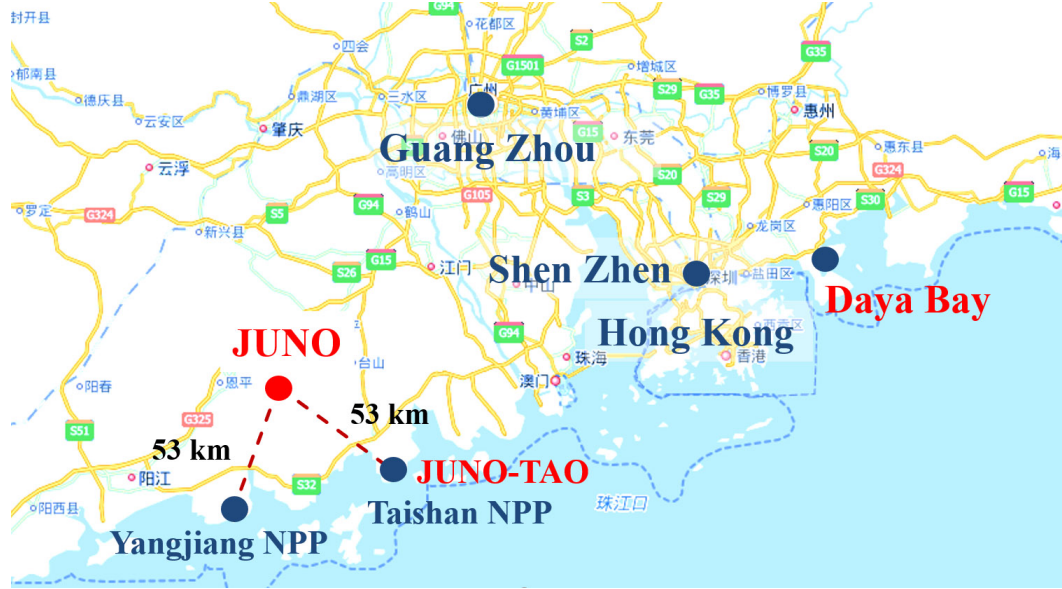 封开县
G94
花都区
四会
S2
G35
郁南县
G1501
增城区
德庆县
鼎湖区
三水区
广州
S29
G35
博罗县
云安区
肇庆
黄埔区
惠州
佛山
G15
东莞
Guang Zhou
S20
惠东县
海
云浮
高明区
S20
G324
罗定
G324
S5
G94
鹤山
G105
S3
S29
惠阳区
S30
G15
新兴县
龙岗区
G15
S26
江门
中山
Shen Zhen
深圳
盐田区
Daya Bay
G94
Hong Kong
西贡区
JUNO
珠海
香港
台山
阳春
恩平
澳门
53 km
G325
S51
53 km
阳江
JUNO-TAO
S32
阳西县
Taishan NPP
珠江口
Yangjiang NPP